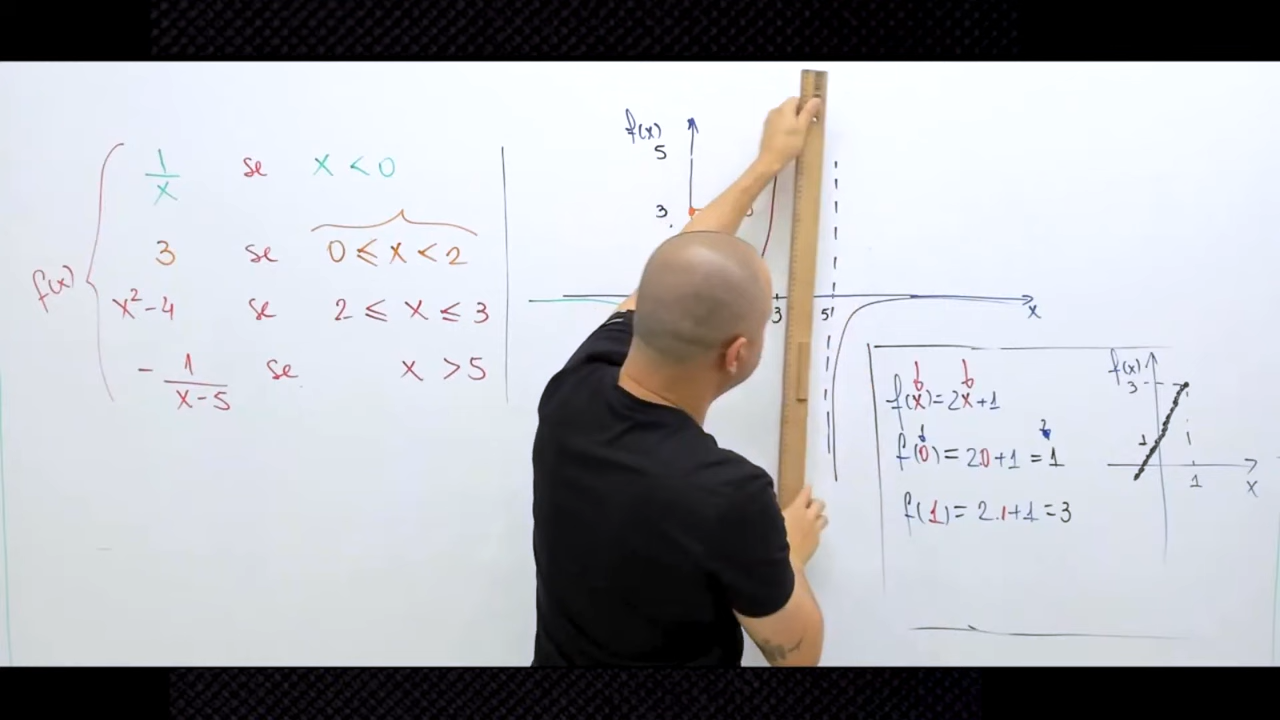 f(x) { 1/x se x < 0
3 se 0 ≤ x < 2
x² - 4 se 2 ≤ x ≤ 3
- 1/(x-5) se x > 5
f(x)
5
3
3 5 x
f(x) = 2x+1
f(0) = 2.0+1 = 1
f(1) = 2.1+1 = 3
f(x)
3
1
1 x